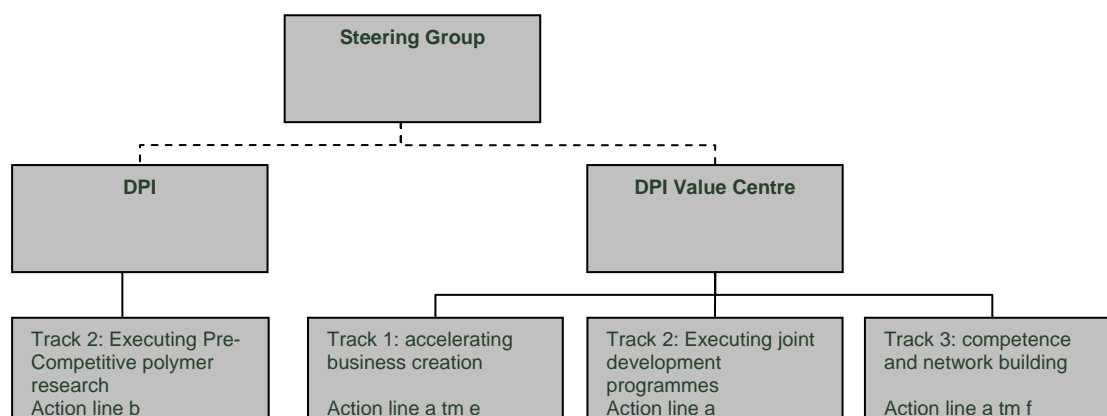 Steering Group
DPI
DPI Value Centre
Track 2: Executing Pre-
Competitive polymer
research
Action line b
Track 1: accelerating
business creation
Action line a tm e
Track 2: Executing joint
development
programmes
Action line a
Track 3: competence
and network building
Action line a tm f